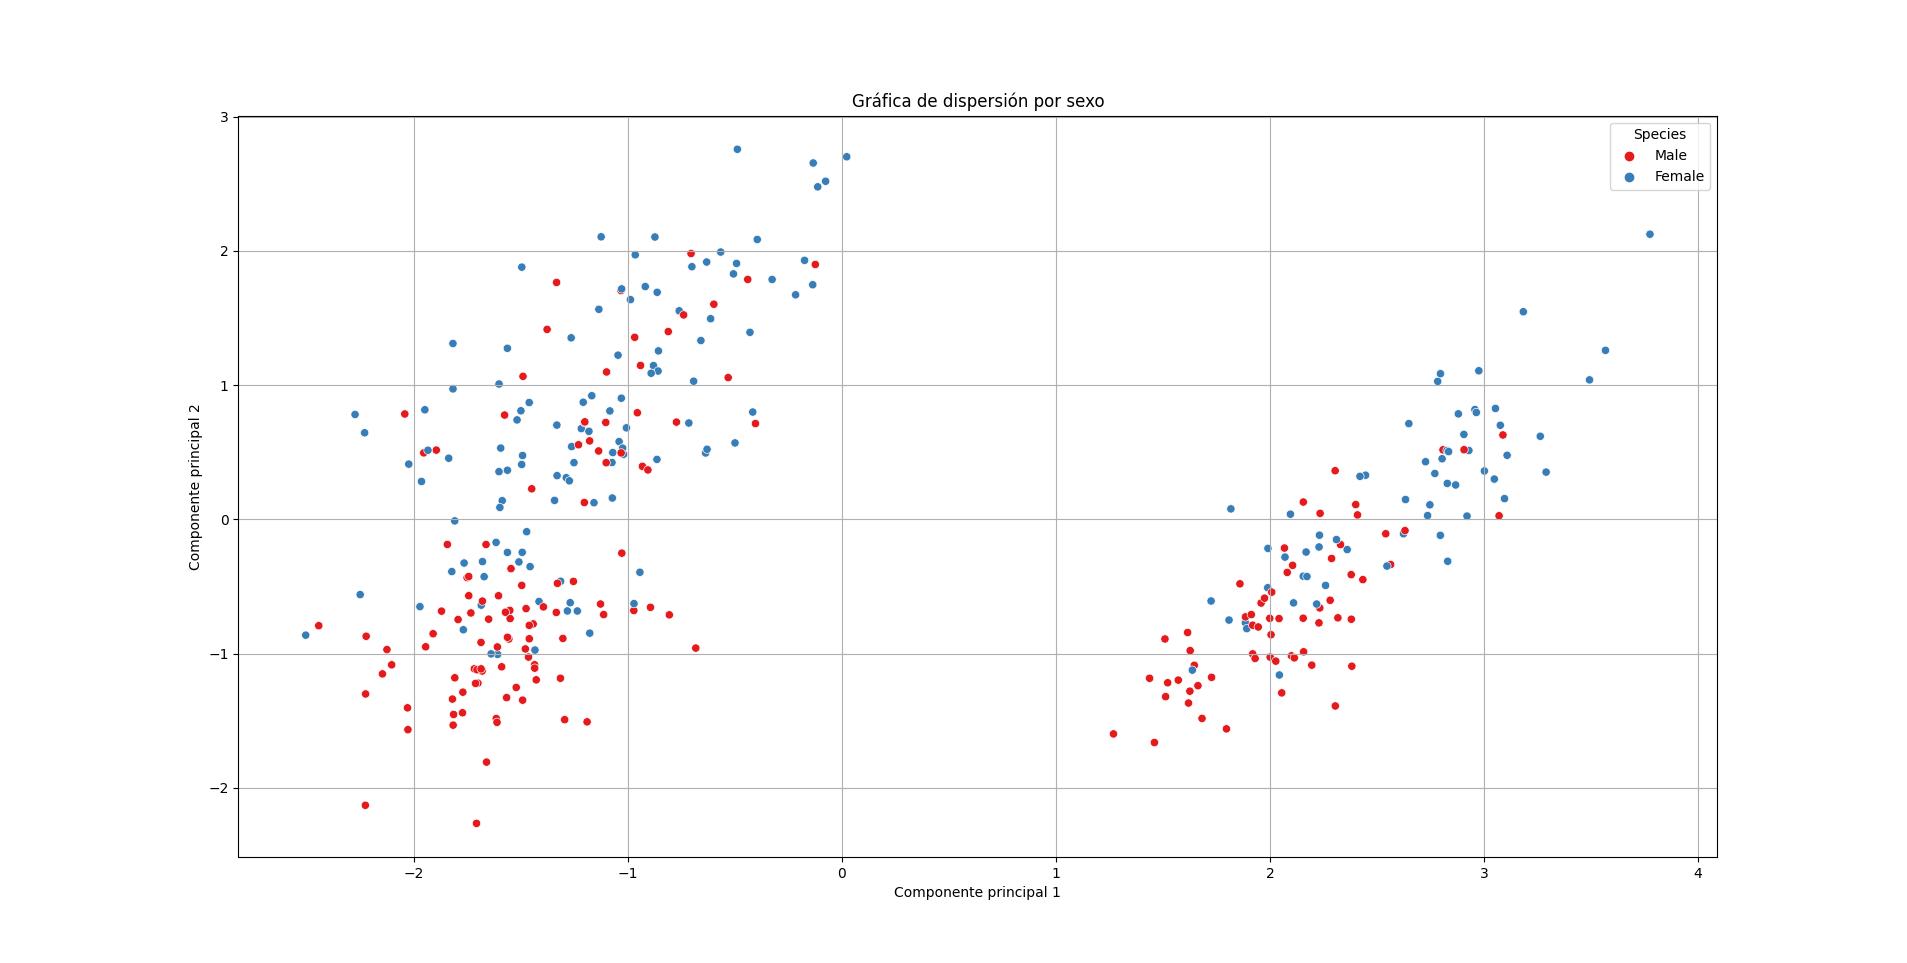 Gráfica de dispersión por sexo
3
2
1
0
−1
−2
Componente principal 2
Species
Male
Female
−2 −1 0 1 2 3 4
Componente principal 1